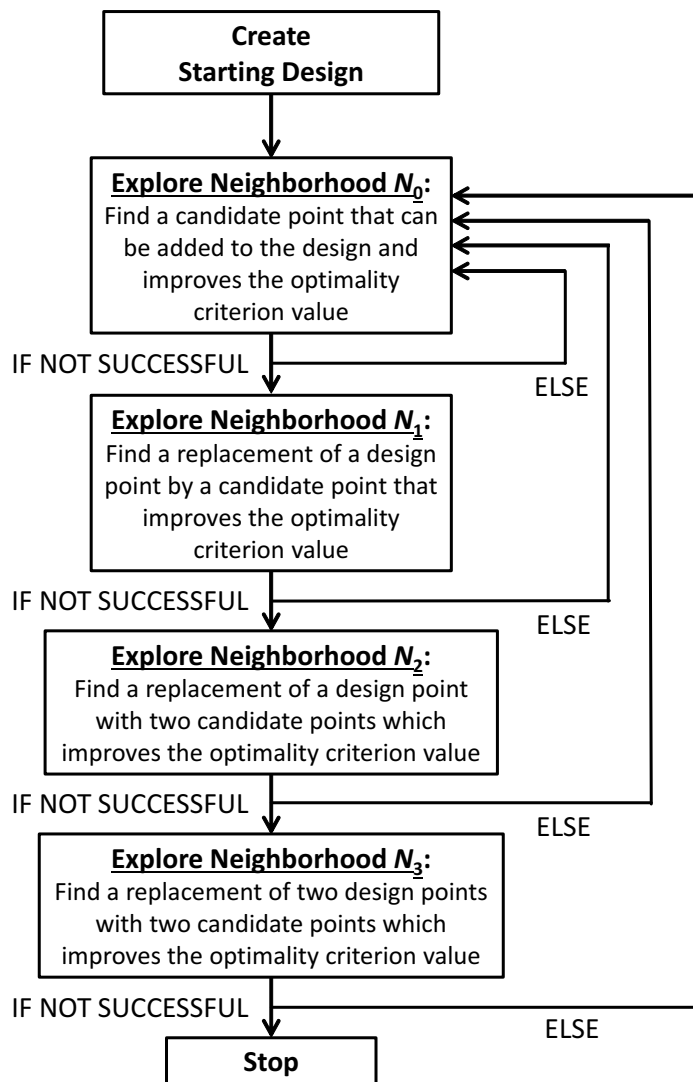 Create
Starting Design
Explore Neighborhood N0:
Find a candidate point that can
be added to the design and
improves the optimality
criterion value
IF NOT SUCCESSFUL
ELSE
Explore Neighborhood N1:
Find a replacement of a design
point by a candidate point that
improves the optimality
criterion value
IF NOT SUCCESSFUL
ELSE
Explore Neighborhood N2:
Find a replacement of a design point
with two candidate points which
improves the optimality criterion value
IF NOT SUCCESSFUL
ELSE
Explore Neighborhood N3:
Find a replacement of two design points
with two candidate points which
improves the optimality criterion value
IF NOT SUCCESSFUL
ELSE
Stop